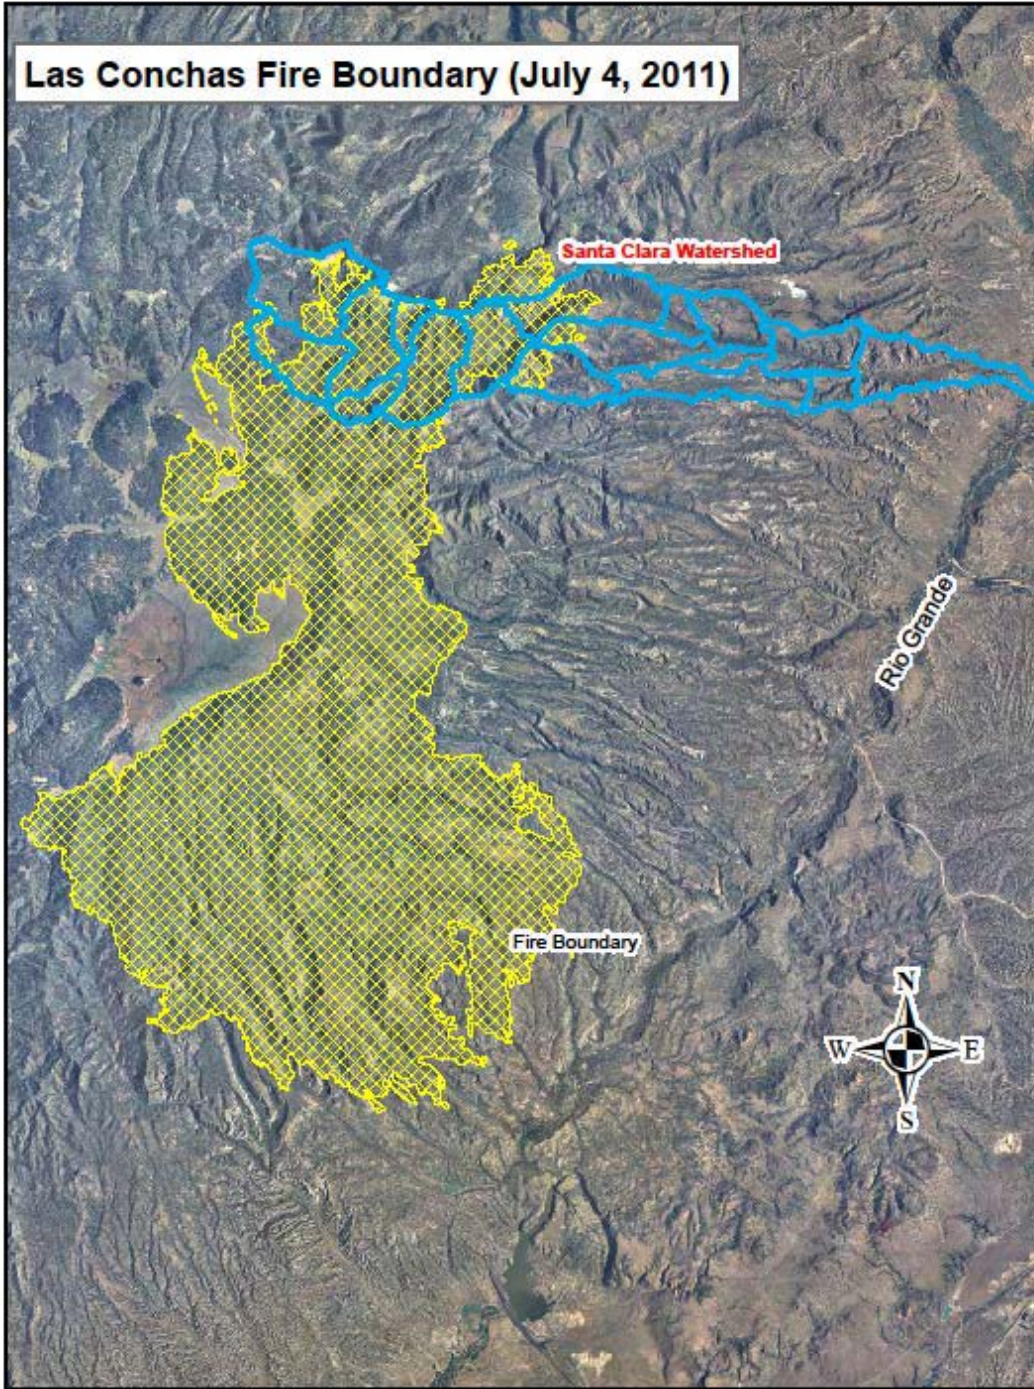 Las Conchas Fire Boundary (July 4, 2011)
Santa Clara Watershed
Rio Grande
Fire Boundary
N
W E
S